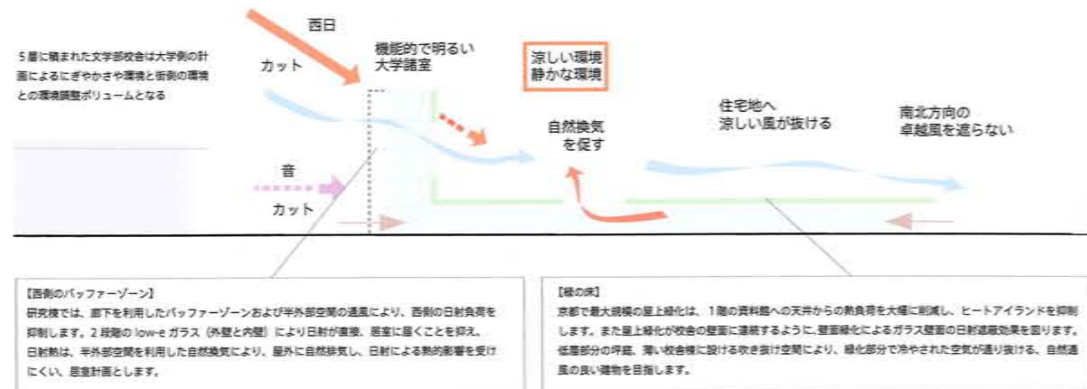 5層に積まれた文学部校舎は大学側の計
画によるにぎやかさや環境と街側の環境
との環境調整ボリュームとなる
西日
カット
機能的で明るい
大学諸室
涼しい環境
静かな環境
自然換気
を促す
住宅地へ
涼しい風が抜ける
南北方向の
卓越風を遮らない
音
カット
【西側のバッファーゾーン】
研究棟では、廊下を利用したバッファーゾーンおよび半外部空間の通風により、西側の日射負荷を
抑制します。2段階の low-e ガラス（外壁と内壁）により日射が直接、居室に届くことを抑え、
日射熱は、半外部空間を利用した自然換気により、屋外に自然排気し、日射による熱的影響を受け
にくい、居室計画とします。
【緑の床】
京都で最大規模の屋上緑化は、1階の資料館への天井からの熱負荷を大幅に削減し、ヒートアイランドを抑制
します。また屋上緑化が校舎の壁面に連続するように、壁面緑化によるガラス壁面の日射遮蔽効果を図ります。
低層部分の坪庭、薄い校舎棟に設ける吹き抜け空間により、緑化部分で冷やされた空気が通り抜ける、自然通
風の良い建物を目指します。